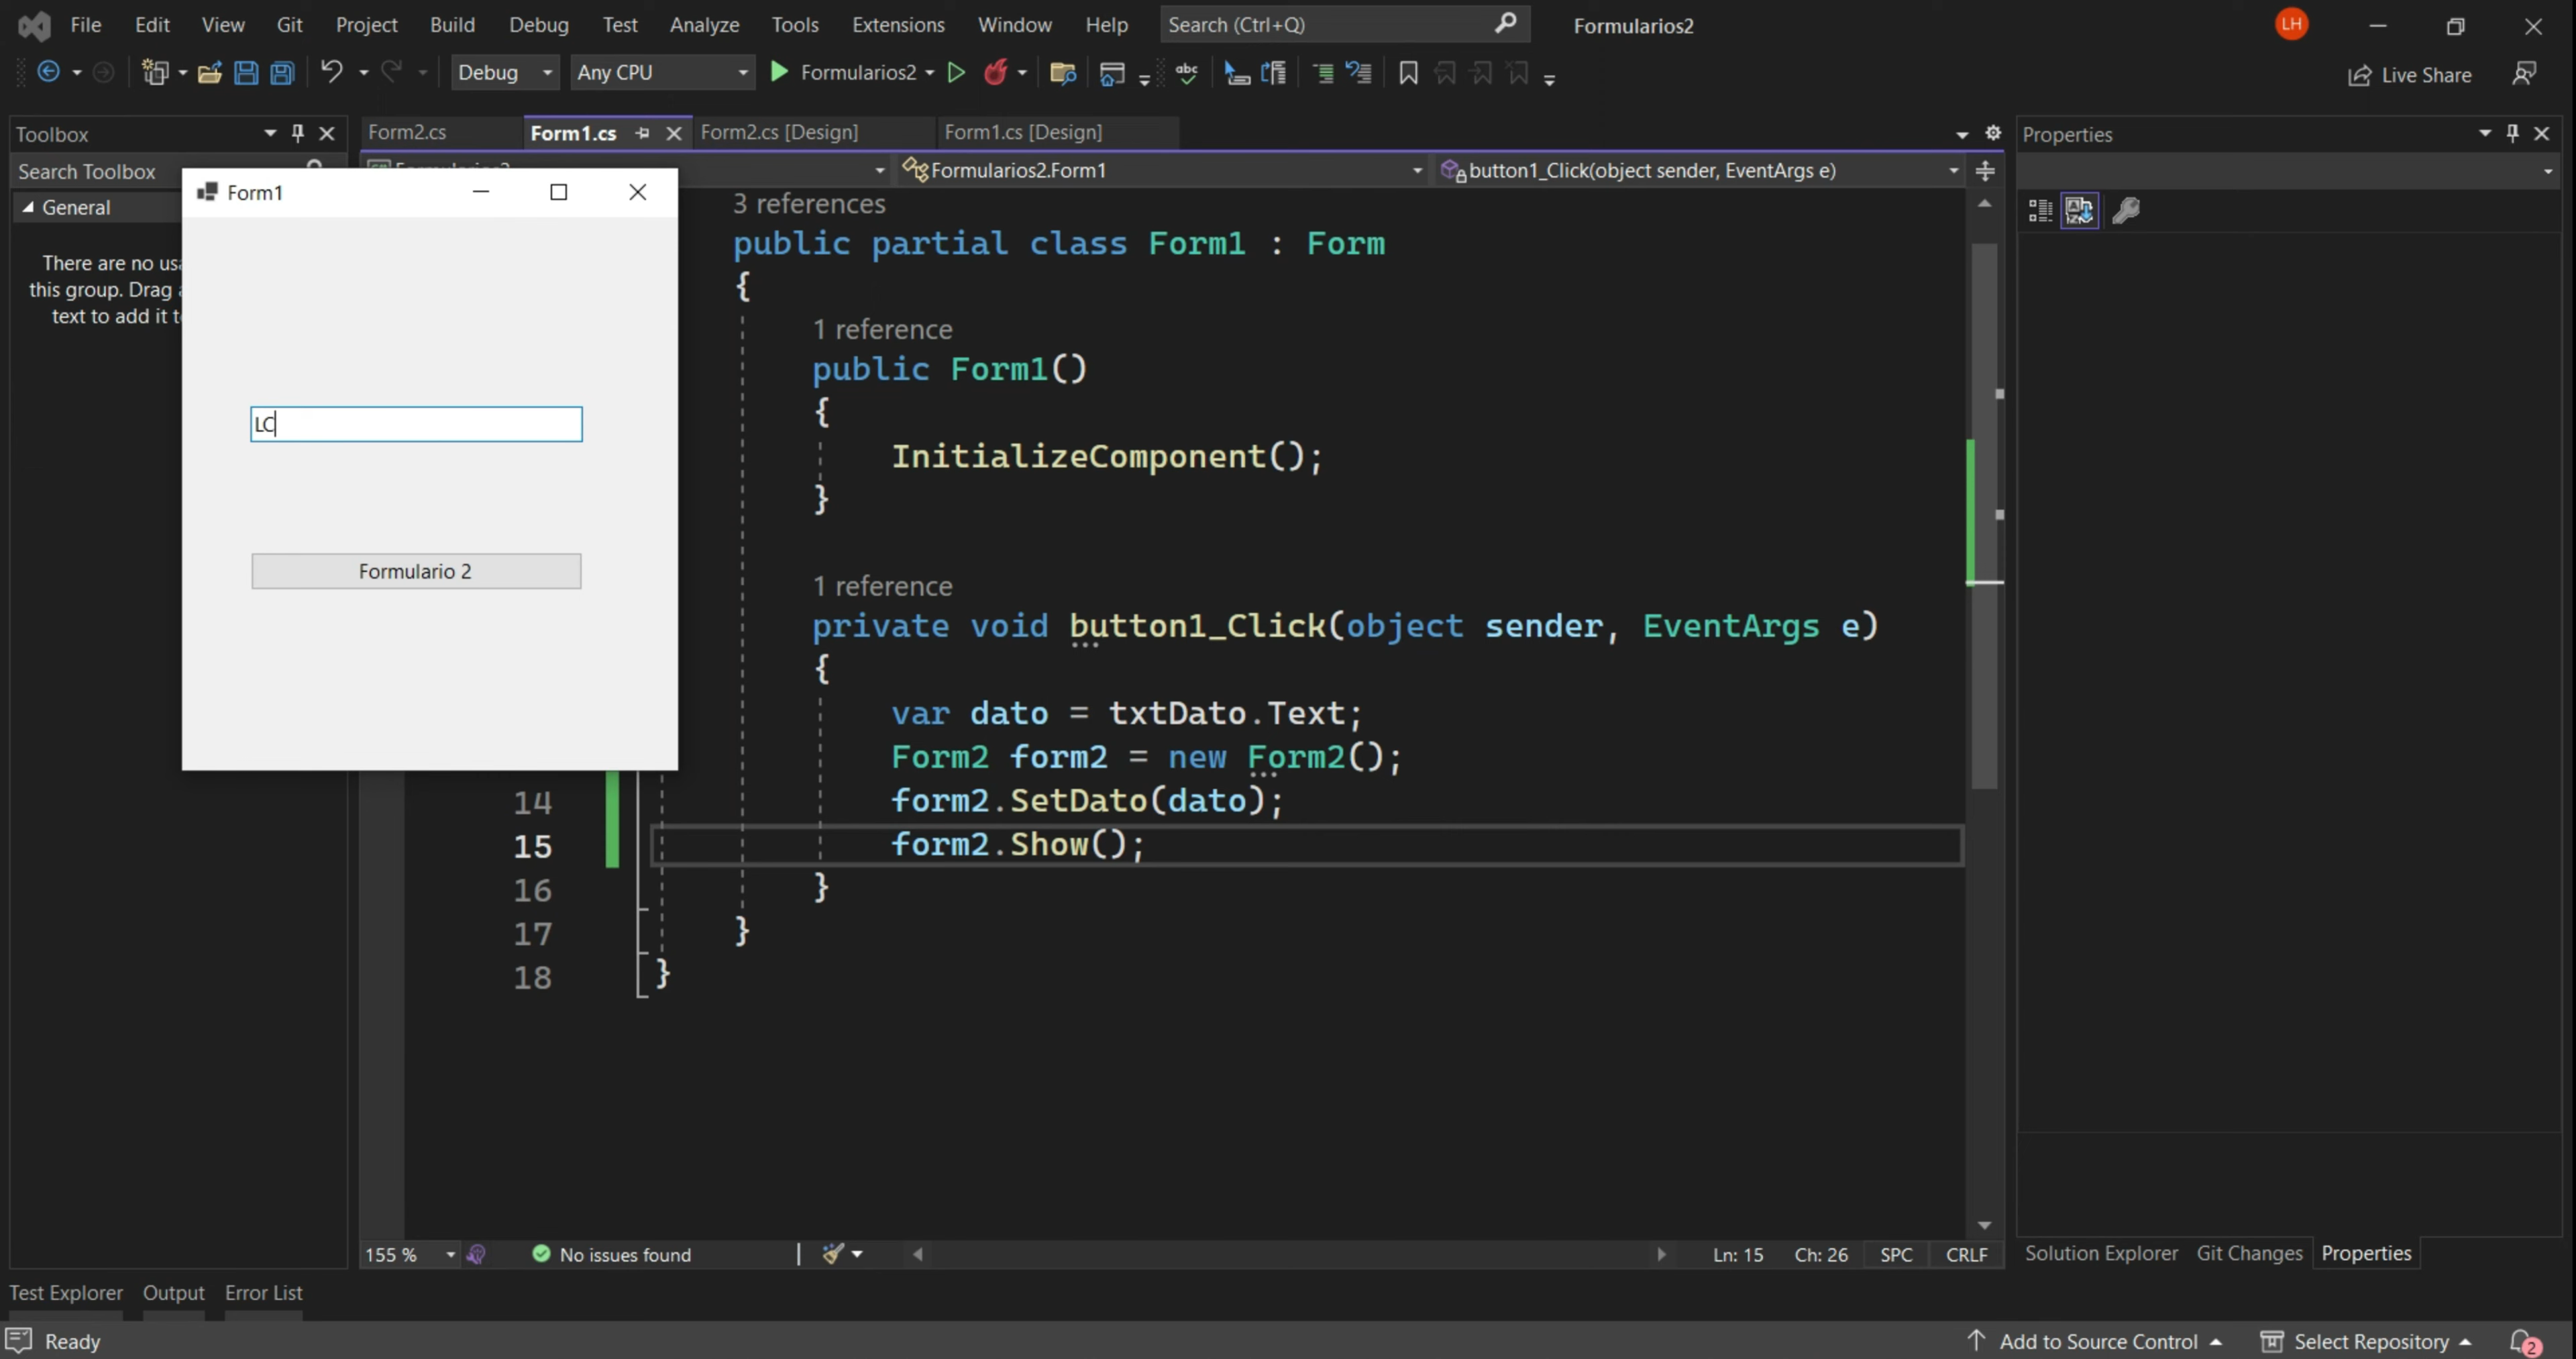 File Edit View Git Project Build Debug Test Analyze Tools Extensions Window Help Search (Ctrl+Q) Formularios2 LH
Debug Any CPU Formularios2 Live Share
Toolbox Form2.cs Form1.cs Form2.cs [Design] Form1.cs [Design] Properties
Search Toolbox Formularios2.Form1 button1_Click(object sender, EventArgs e)
Form1
General
There are no
this group. Drag
text to add it
LC
Formulario 2
3 references
public partial class Form1 : Form
{
1 reference
public Form1()
{
InitializeComponent();
}
1 reference
private void button1_Click(object sender, EventArgs e)
{
var dato = txtDato.Text;
Form2 form2 = new Form2();
14 form2.SetDato(dato);
15 form2.Show();
16 }
17 }
18 }
155 % No issues found Ln: 15 Ch: 26 SPC CRLF
Solution Explorer Git Changes Properties
Test Explorer Output Error List
Ready Add to Source Control Select Repository 2